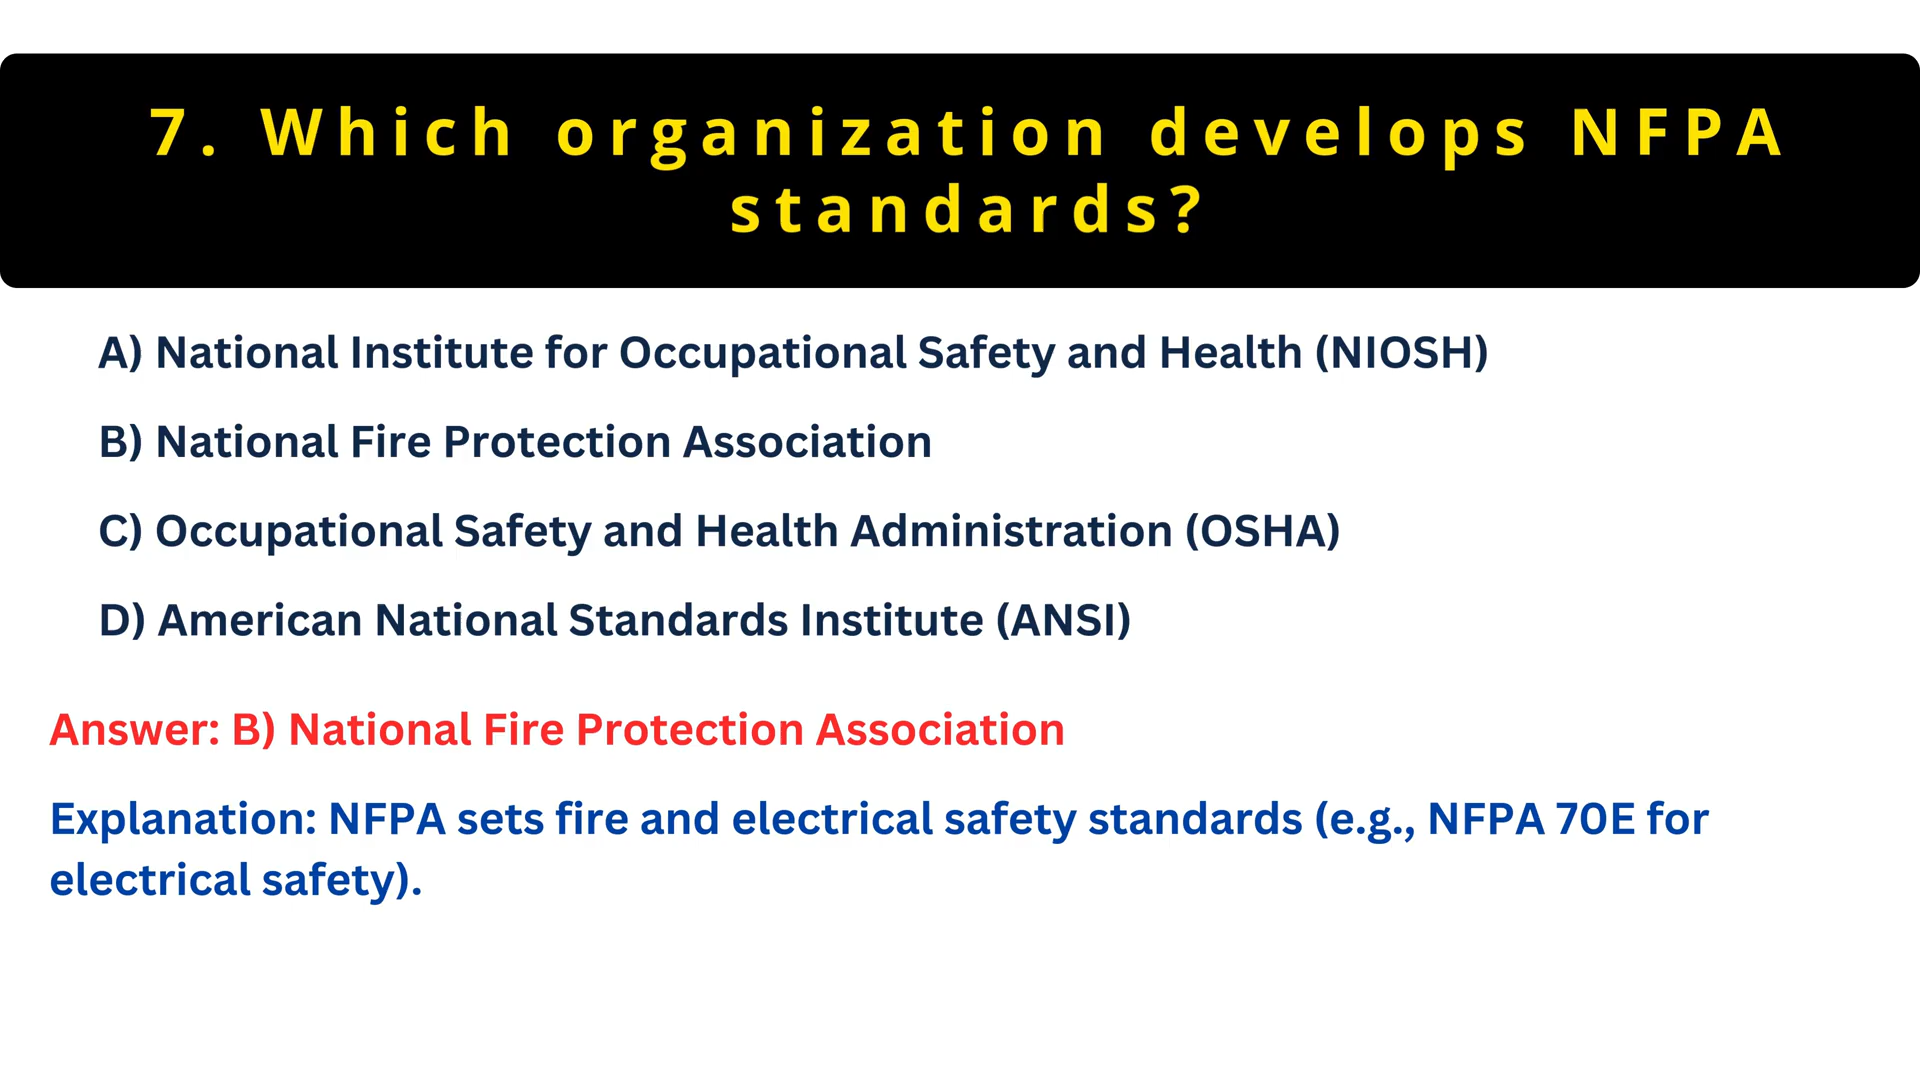 7. Which organization develops NFPA
standards?
A) National Institute for Occupational Safety and Health (NIOSH)
B) National Fire Protection Association
C) Occupational Safety and Health Administration (OSHA)
D) American National Standards Institute (ANSI)
Answer: B) National Fire Protection Association
Explanation: NFPA sets fire and electrical safety standards (e.g., NFPA 70E for
electrical safety).